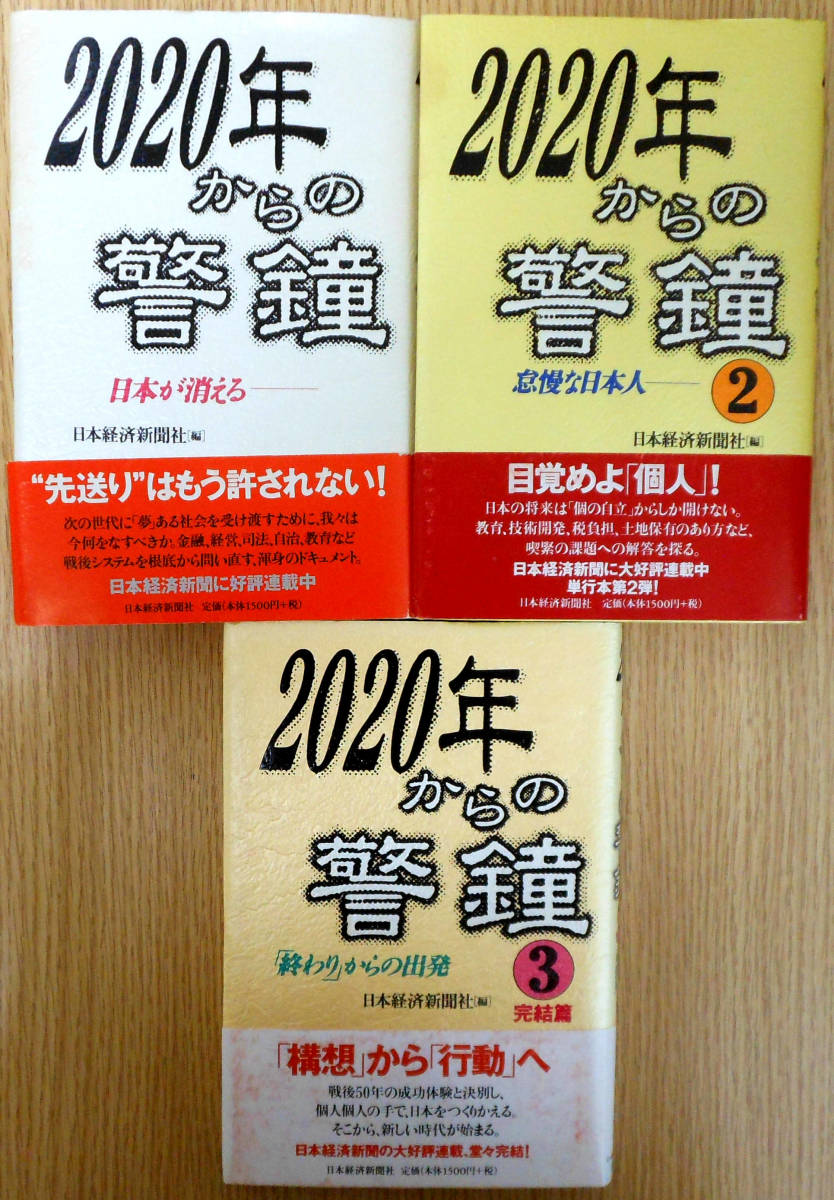 2020年
からの
警鐘
日本が消える
日本経済新聞社[編]
“先送り”はもう許されない!
次の世代に「夢」ある社会を受け渡すために、我々は
今何をなすべきか。金融、経営、司法、自治、教育など
戦後システムを根底から問い直す、渾身のドキュメント。
日本経済新聞に好評連載中
日本経済新聞社 定価(本体1500円+税)
2020年
からの
警鐘
怠慢な日本人
2
日本経済新聞社[編]
目覚めよ「個人」!
日本の将来は「個の自立」からしか開けない。
教育、技術開発、税負担、土地保有のあり方など、
喫緊の課題への解答を探る。
日本経済新聞に大好評連載中
単行本第2弾!
日本経済新聞社 定価(本体1500円+税)
2020年
からの
警鐘
「終わり」からの出発
3
完結篇
日本経済新聞社[編]
「構想」から「行動」へ
戦後50年の成功体験と決別し、
個人個人の手で、日本をつくりかえる。
そこから、新しい時代が始まる。
日本経済新聞の大好評連載、堂々完結!
日本経済新聞社 定価(本体1500円+税)